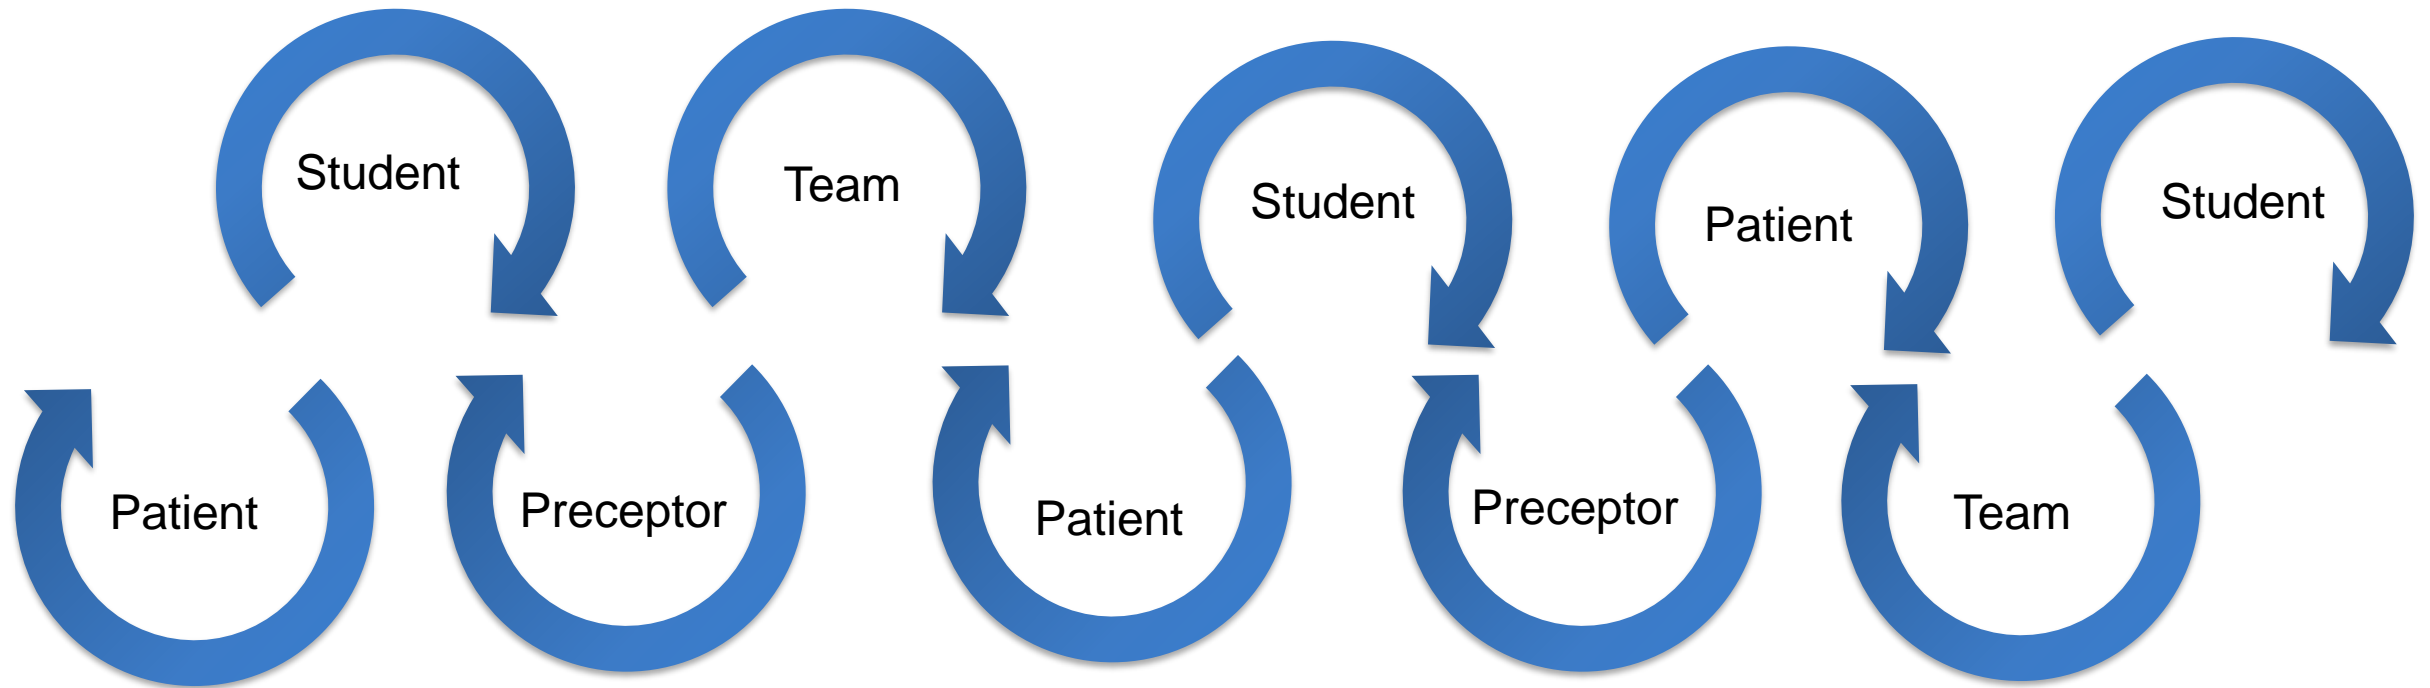 Student
Team
Student
Patient
Student
Patient
Preceptor
Patient
Preceptor
Team